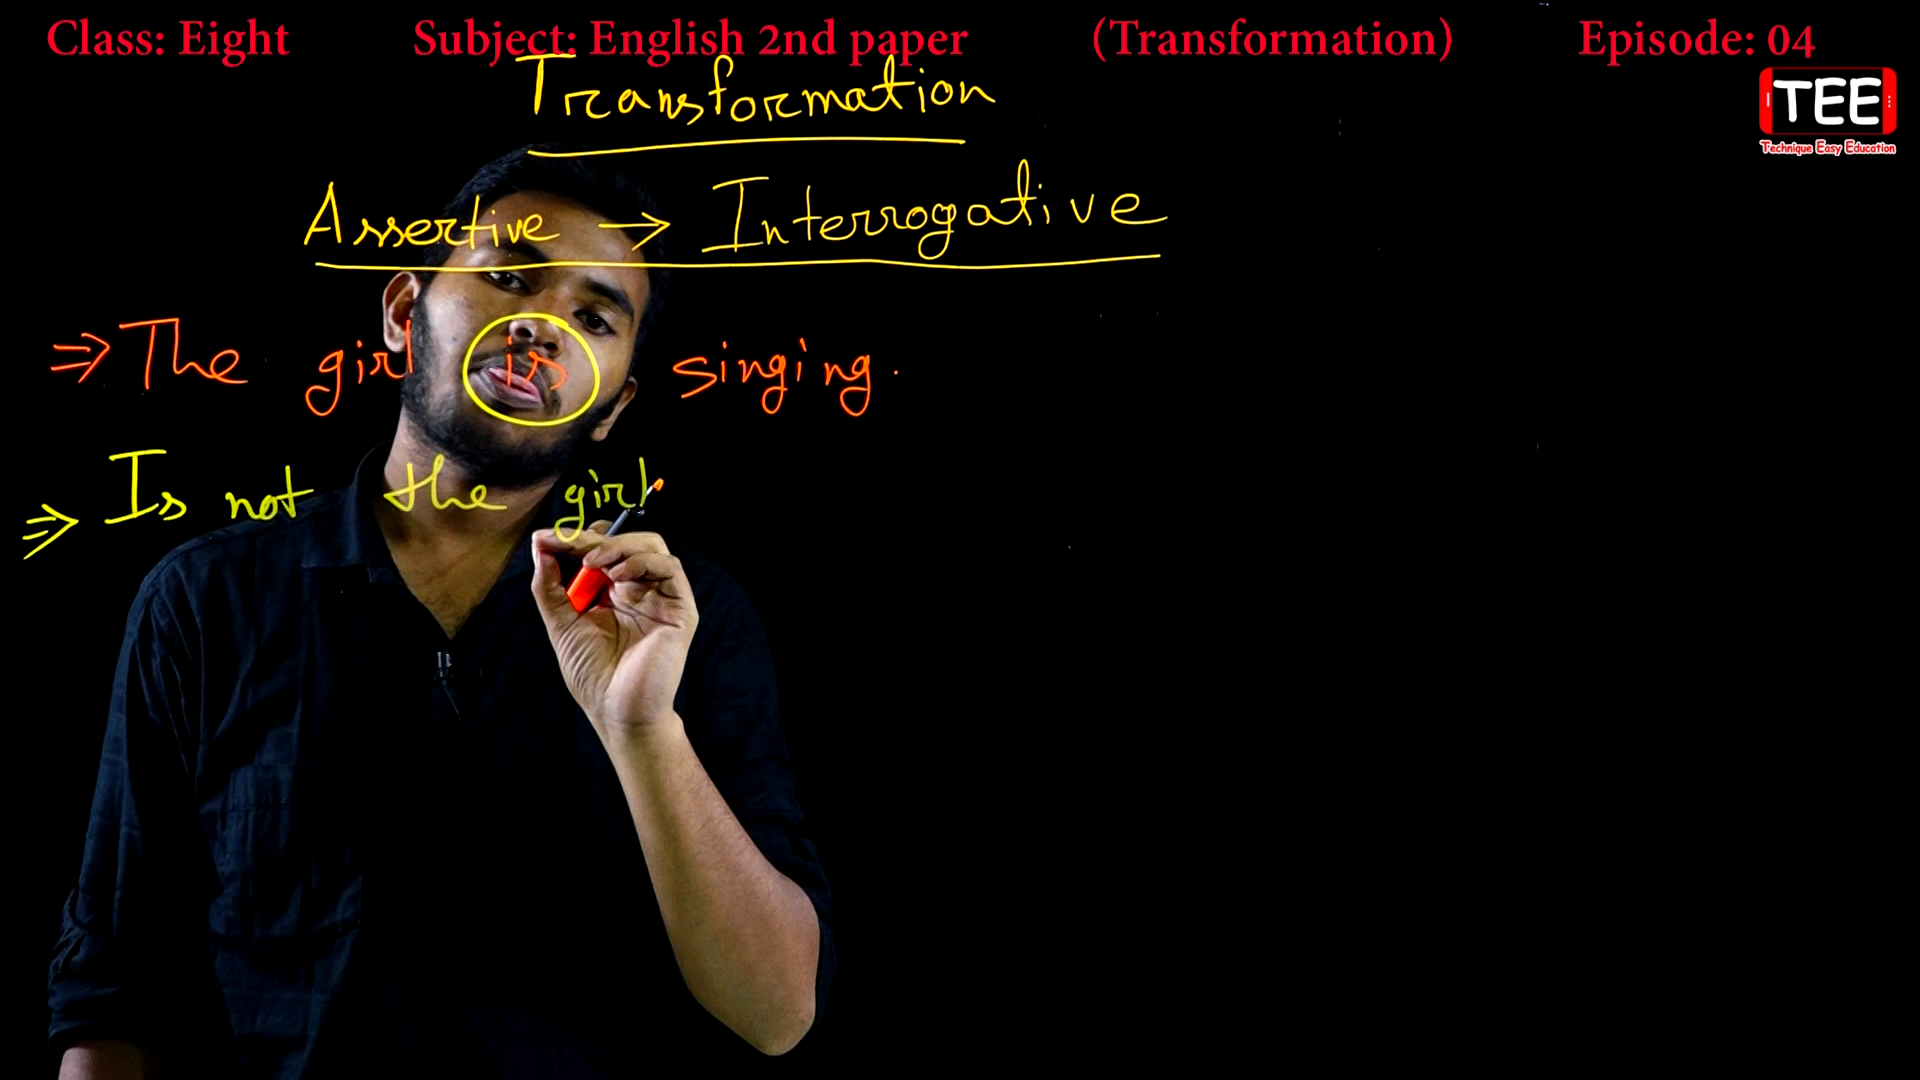 Class: Eight Subject: English 2nd paper (Transformation) Episode: 04
TEE
Technique Easy Education
Transformation
Assertive → Interrogative
⇒ The girl is singing.
⇒ Is not the girl